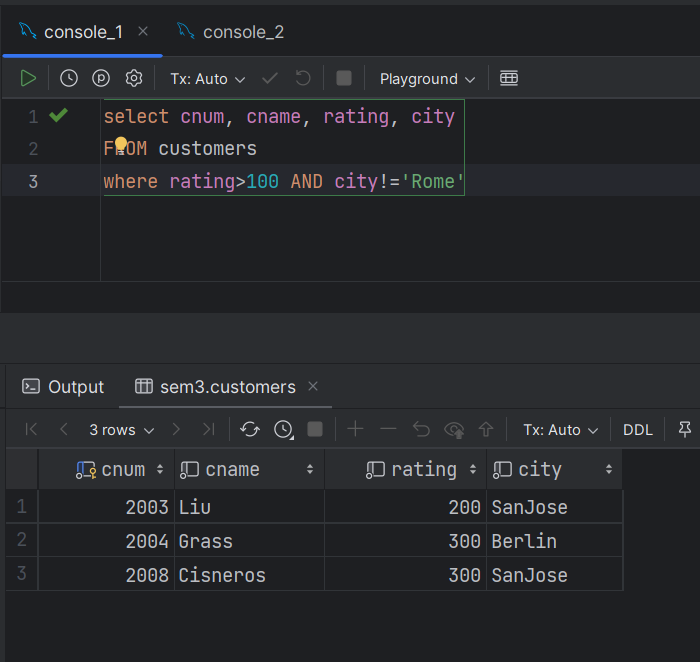 console_1 console_2
Tx: Auto Playground
1 select cnum, cname, rating, city
2 FROM customers
3 where rating>100 AND city!='Rome'
Output sem3.customers
3 rows Tx: Auto DDL
cnum cname rating city
1 2003 Liu 200 SanJose
2 2004 Grass 300 Berlin
3 2008 Cisneros 300 SanJose